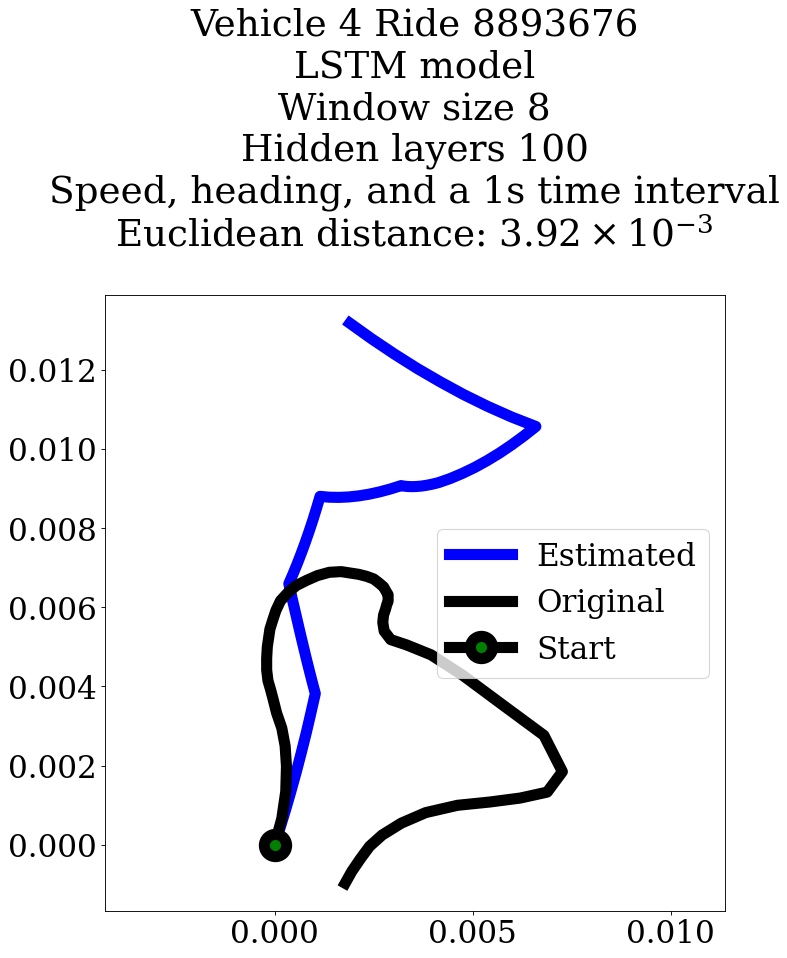 Vehicle 4 Ride 8893676
LSTM model
Window size 8
Hidden layers 100
Speed, heading, and a 1s time interval
Euclidean distance: 3.92 × 10⁻³
0.012
0.010
0.008
0.006
0.004
0.002
0.000
Estimated
Original
Start
0.000 0.005 0.010